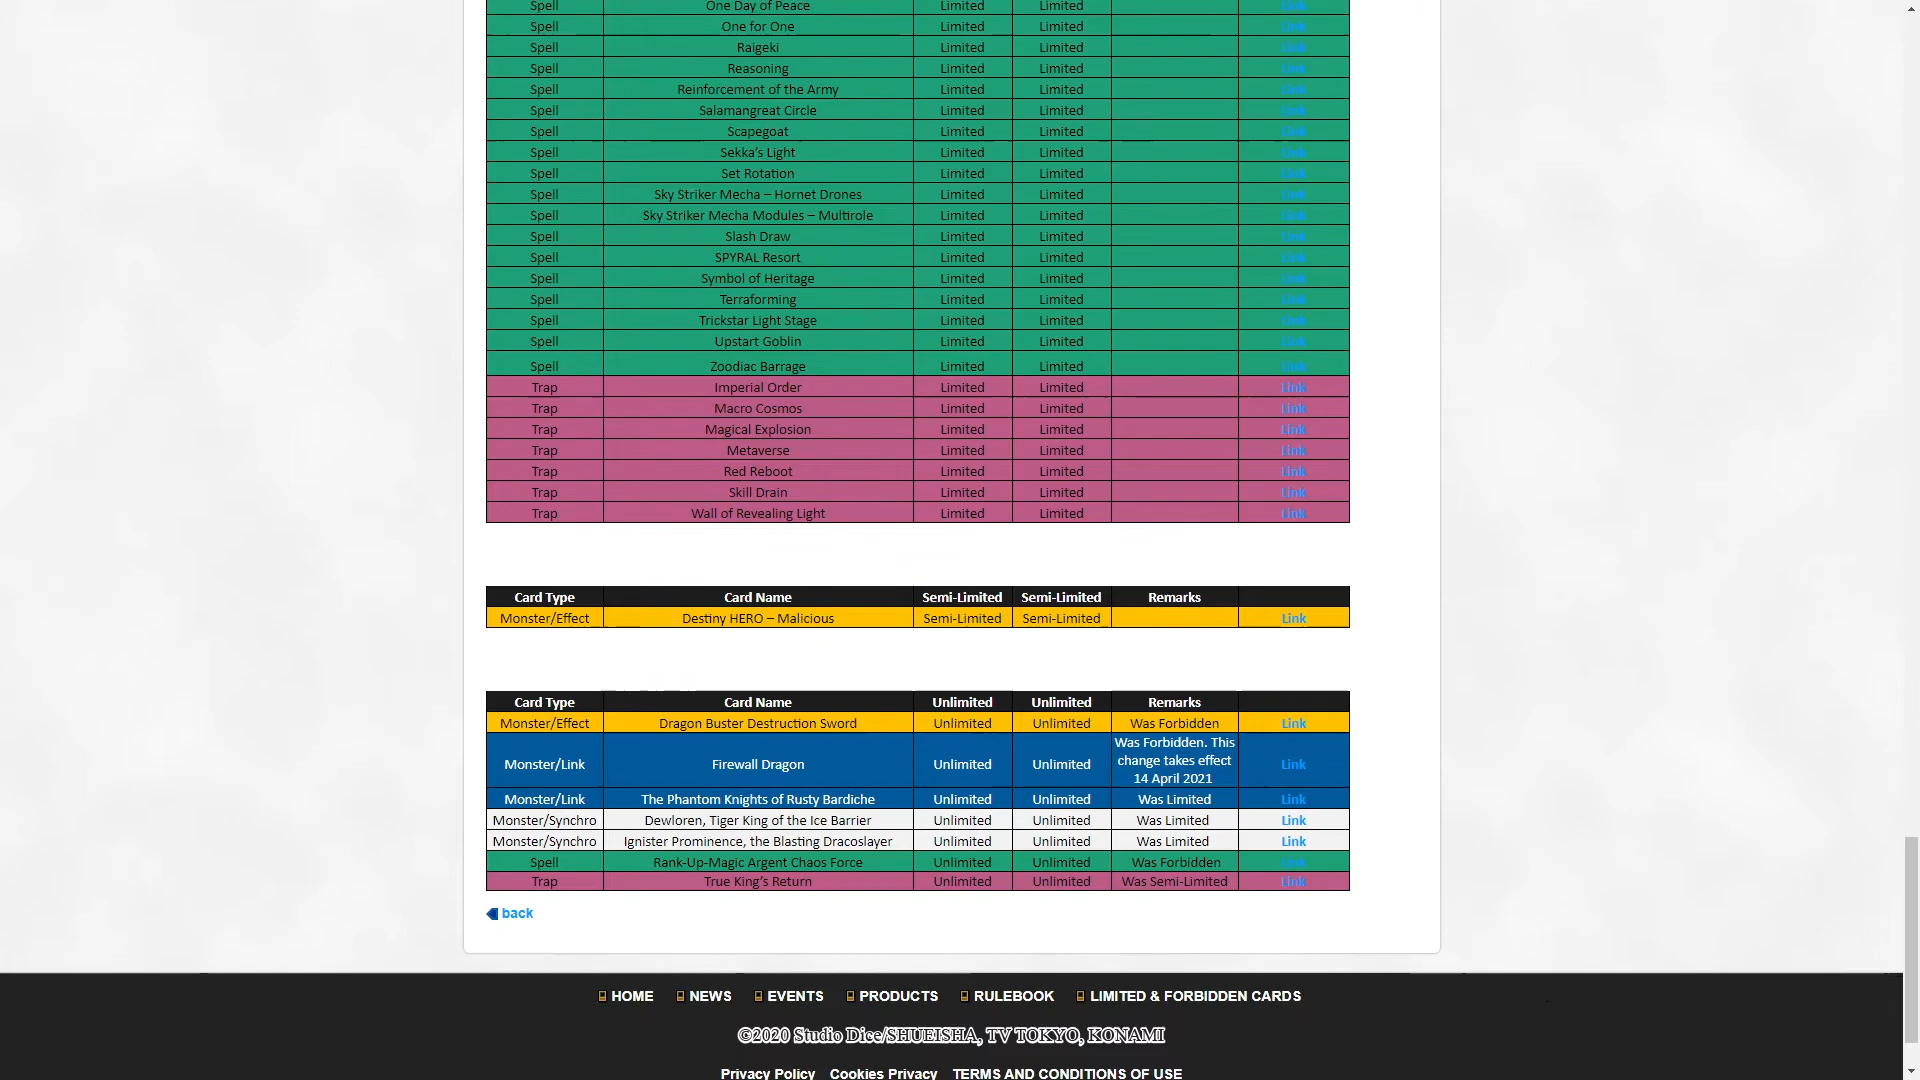 Spell One Day of Peace Limited Limited Link
Spell One for One Limited Limited Link
Spell Raigeki Limited Limited Link
Spell Reasoning Limited Limited Link
Spell Reinforcement of the Army Limited Limited Link
Spell Salamangreat Circle Limited Limited Link
Spell Scapegoat Limited Limited Link
Spell Sekka’s Light Limited Limited Link
Spell Set Rotation Limited Limited Link
Spell Sky Striker Mecha – Hornet Drones Limited Limited Link
Spell Sky Striker Mecha Modules – Multirole Limited Limited Link
Spell Slash Draw Limited Limited Link
Spell SPYRAL Resort Limited Limited Link
Spell Symbol of Heritage Limited Limited Link
Spell Terraforming Limited Limited Link
Spell Trickstar Light Stage Limited Limited Link
Spell Upstart Goblin Limited Limited Link
Spell Zoodiac Barrage Limited Limited Link
Trap Imperial Order Limited Limited Link
Trap Macro Cosmos Limited Limited Link
Trap Magical Explosion Limited Limited Link
Trap Metaverse Limited Limited Link
Trap Red Reboot Limited Limited Link
Trap Skill Drain Limited Limited Link
Trap Wall of Revealing Light Limited Limited Link
Card Type Card Name Semi-Limited Semi-Limited Remarks
Monster/Effect Destiny HERO – Malicious Semi-Limited Semi-Limited Link
Card Type Card Name Unlimited Unlimited Remarks
Monster/Effect Dragon Buster Destruction Sword Unlimited Unlimited Was Forbidden Link
Was Forbidden. This
Monster/Link Firewall Dragon Unlimited Unlimited change takes effect Link
14 April 2021
Monster/Link The Phantom Knights of Rusty Bardiche Unlimited Unlimited Was Limited Link
Monster/Synchro Dewloren, Tiger King of the Ice Barrier Unlimited Unlimited Was Limited Link
Monster/Synchro Ignister Prominence, the Blasting Dracoslayer Unlimited Unlimited Was Limited Link
Spell Rank-Up-Magic Argent Chaos Force Unlimited Unlimited Was Forbidden Link
Trap True King’s Return Unlimited Unlimited Was Semi-Limited Link
back
HOME NEWS EVENTS PRODUCTS RULEBOOK LIMITED & FORBIDDEN CARDS
©2020 Studio Dice/SHUEISHA, TV TOKYO, KONAMI
Privacy Policy Cookies Privacy TERMS AND CONDITIONS OF USE